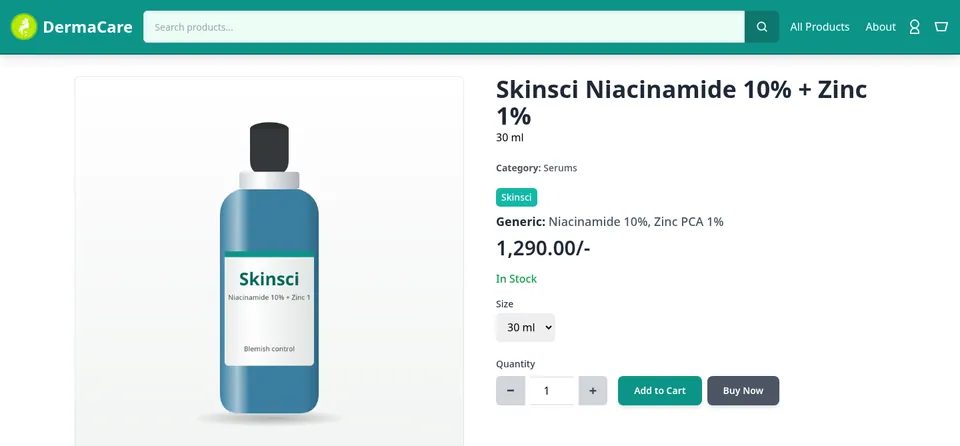 DermaCare
Search products...
All Products
About
Skinsci Niacinamide 10% + Zinc
1%
30 ml
Category: Serums
Skinsci
Generic: Niacinamide 10%, Zinc PCA 1%
1,290.00/-
In Stock
Size
30 ml
Quantity
− 1 +
Add to Cart
Buy Now
Skinsci
Niacinamide 10% + Zinc 1
Blemish control